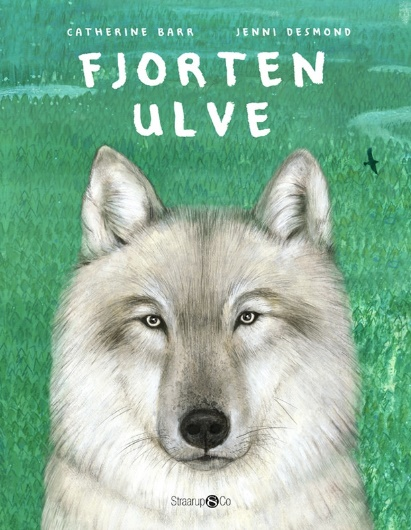 CATHERINE BARR JENNI DESMOND
FJORTEN
ULVE
Straarup & Co